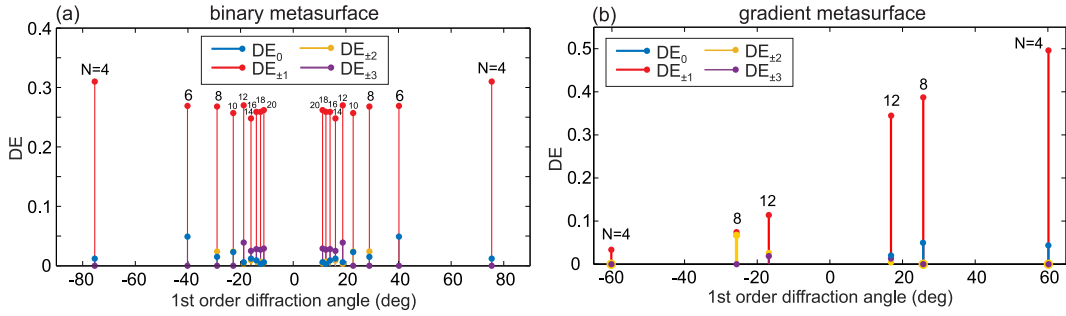 (a) binary metasurface
DE₀ DE±2
DE±1 DE±3
N=4 6 8 10 12 14 16 18 20 20 18 16 14 12 10 8 6 N=4
DE
0.4
0.3
0.2
0.1
0
-80 -60 -40 -20 0 20 40 60 80
1st order diffraction angle (deg)
(b) gradient metasurface
DE₀ DE±2
DE±1 DE±3
N=4 8 12 12 8 N=4
DE
0.5
0.4
0.3
0.2
0.1
0
-60 -40 -20 0 20 40 60
1st order diffraction angle (deg)